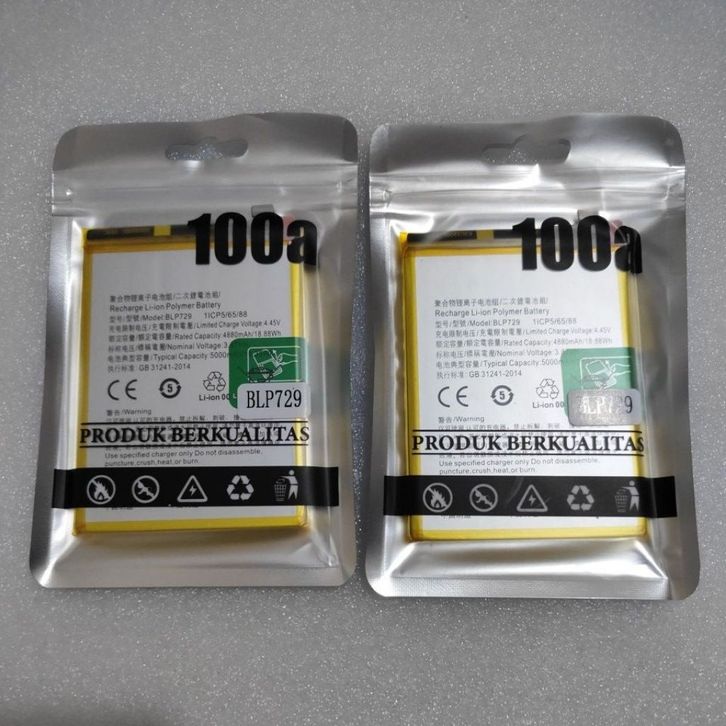 100a
聚合物锂离子电池组/二次鋰電池組/
Recharge Li-ion Polymer Battery
型号/型號/Model:BLP729 1ICP5/65/88
充电限制电压/充電限制電壓/Limited Charge Voltage: 4.45V
额定容量/額定容量/Rated Capacity: 4880mAh/18.88Wh
标称电压/標稱電壓/Nominal Voltage: 3.
电池典型容量/Typical Capacity: 5000m
执行标准: GB 31241-2014
CE
5
Li-ion 00
BLP729
警告/Warning
PRODUK BERKUALITAS
Use specified charger only Do not disassemble,
puncture,crush,heat,or burn.
100a
聚合物锂离子电池组/二次鋰電池組/
Recharge Li-ion Polymer Battery
型号/型號/Model:BLP729 1ICP5/65/88
充电限制电压/充電限制電壓/Limited Charge Voltage: 4.45V
额定容量/額定容量/Rated Capacity: 4880mAh/18.88Wh
标称电压/標稱電壓/Nominal Voltage: 3.8
电池典型容量/Typical Capacity: 5000
执行标准: GB 31241-2014
CE
5
Li-ion 00
BLP729
警告/Warning
PRODUK BERKUALITAS
Use specified charger only Do not disassemble,
puncture,crush,heat,or burn.